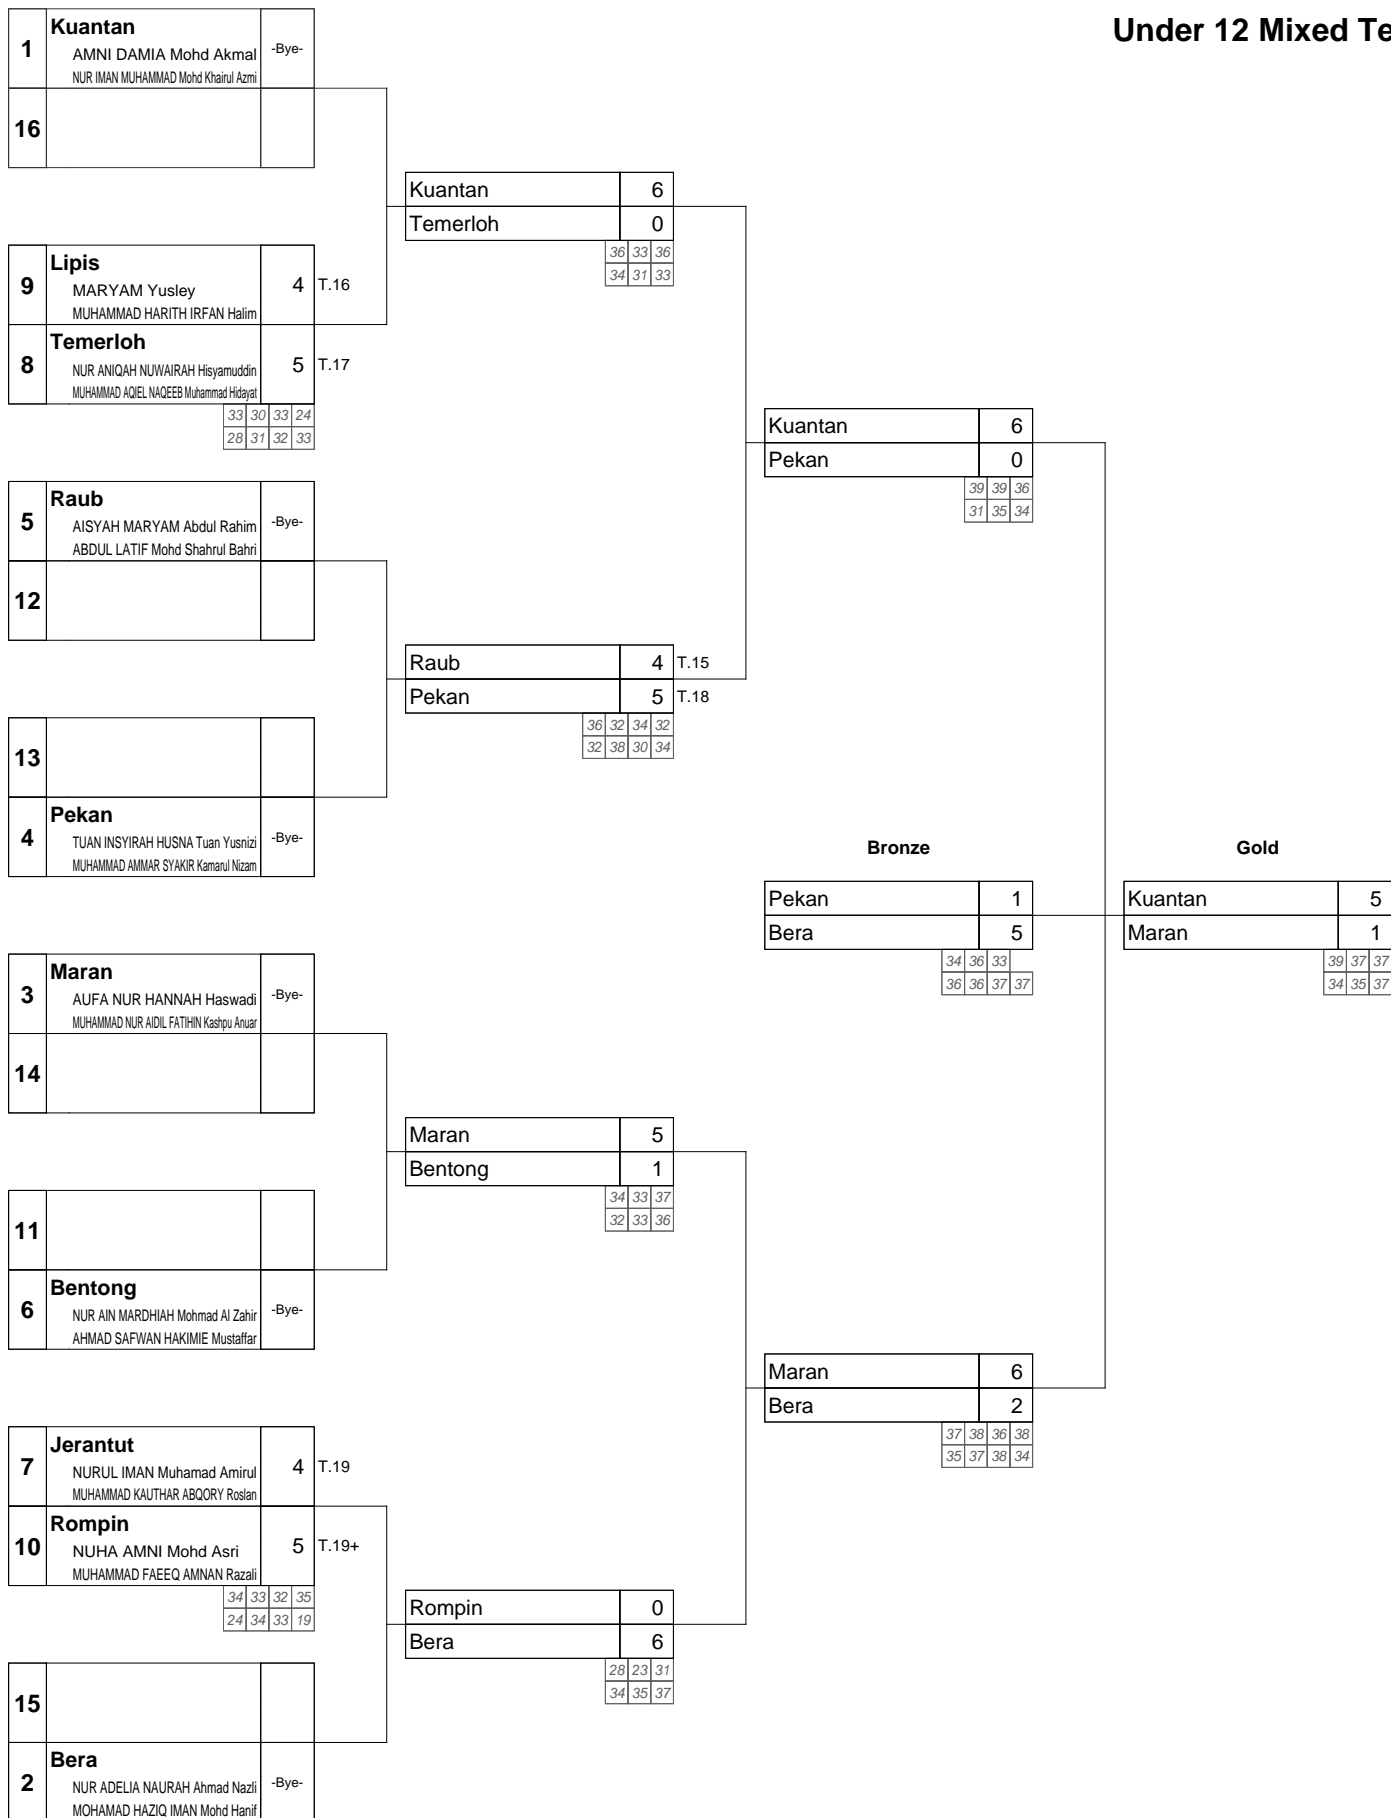 Under 12 Mixed Te
1 Kuantan
AMNI DAMIA Mohd Akmal -Bye-
NUR IMAN MUHAMMAD Mohd Khairul Azmi
16
Kuantan 6
Temerloh 0
36 33 36
34 31 33
9 Lipis
MARYAM Yusley 4 T.16
MUHAMMAD HARITH IRFAN Halim
8 Temerloh
NUR ANIQAH NUWAIRAH Hisyamuddin 5 T.17
MUHAMMAD AQIEL NAQEEB Muhammad Hidayat
33 30 33 24
28 31 32 33
Kuantan 6
Pekan 0
39 39 36
31 35 34
5 Raub
AISYAH MARYAM Abdul Rahim -Bye-
ABDUL LATIF Mohd Shahrul Bahri
12
Raub 4 T.15
Pekan 5 T.18
36 32 34 32
32 38 30 34
13
4 Pekan
TUAN INSYIRAH HUSNA Tuan Yusnizi -Bye-
MUHAMMAD AMMAR SYAKIR Kamarul Nizam
Bronze
Pekan 1
Bera 5
34 36 33
36 36 37 37
Gold
Kuantan 5
Maran 1
39 37 37
34 35 37
3 Maran
AUFA NUR HANNAH Haswadi -Bye-
MUHAMMAD NUR AIDIL FATIHIN Kashpu Anuar
14
Maran 5
Bentong 1
34 33 37
32 33 36
11
6 Bentong
NUR AIN MARDHIAH Mohmad Al Zahir -Bye-
AHMAD SAFWAN HAKIMIE Mustaffar
Maran 6
Bera 2
37 38 36 38
35 37 38 34
7 Jerantut
NURUL IMAN Muhamad Amirul 4 T.19
MUHAMMAD KAUTHAR ABQORY Roslan
10 Rompin
NUHA AMNI Mohd Asri 5 T.19+
MUHAMMAD FAEEQ AMNAN Razali
34 33 32 35
24 34 33 19
Rompin 0
Bera 6
28 23 31
34 35 37
15
2 Bera
NUR ADELIA NAURAH Ahmad Nazli -Bye-
MOHAMAD HAZIQ IMAN Mohd Hanif